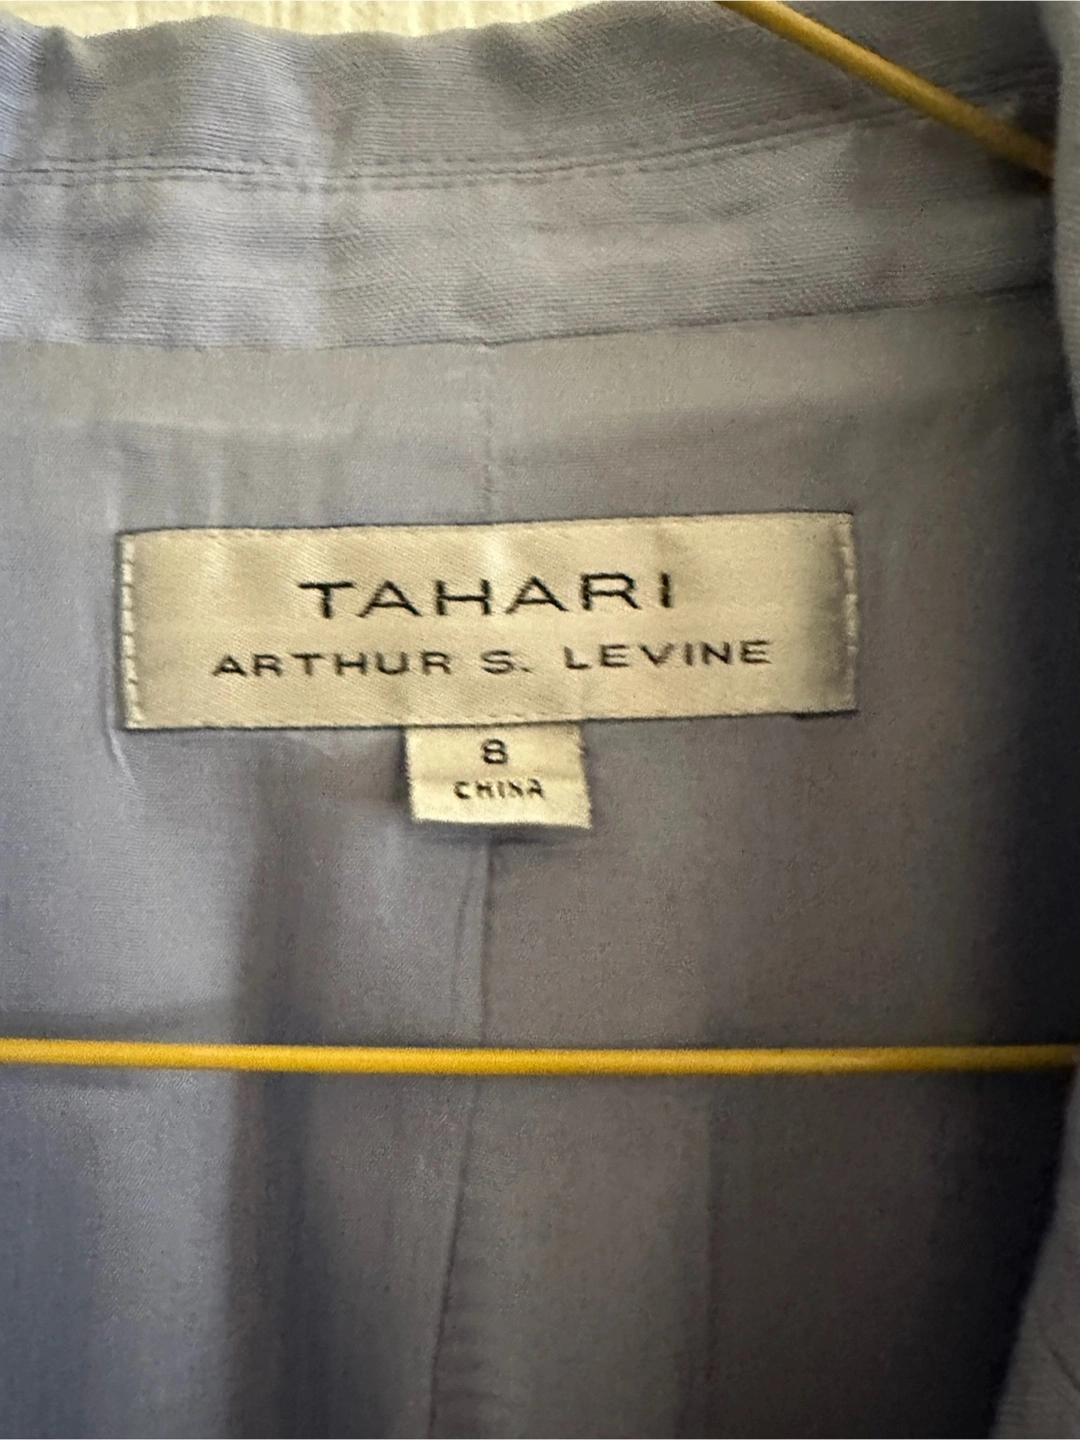 TAHARI
ARTHUR S. LEVINE
8
CHINA